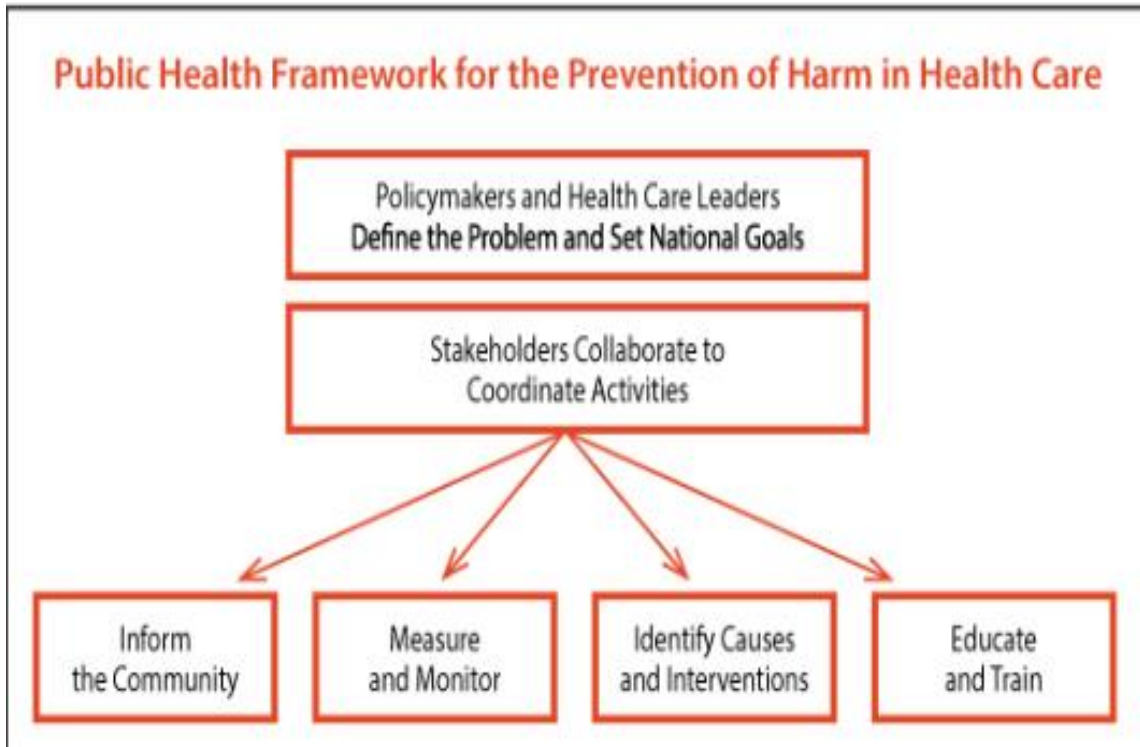 Public Health Framework for the Prevention of Harm in Health Care
Policymakers and Health Care Leaders
Define the Problem and Set National Goals
Stakeholders Collaborate to
Coordinate Activities
Inform
the Community
Measure
and Monitor
Identify Causes
and Interventions
Educate
and Train